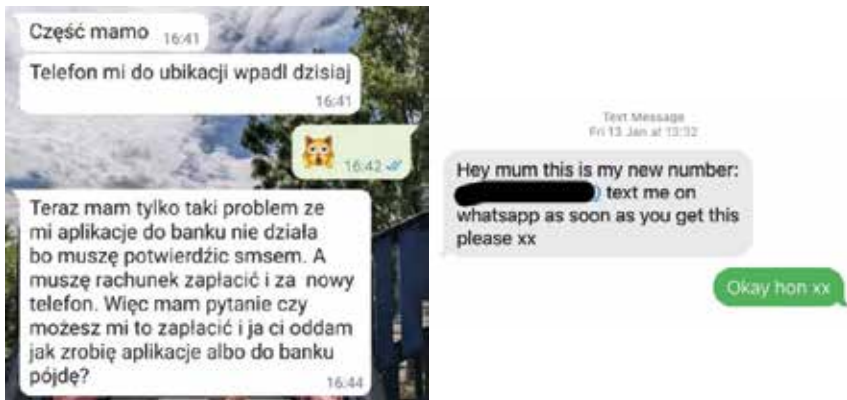 Część mamo 16:41
Telefon mi do ubikacji wpadl dzisiaj
16:41
16:42
Teraz mam tylko taki problem ze
mi aplikacje do banku nie działa
bo muszę potwierdźic smsem. A
muszę rachunek zapłacić i za nowy
telefon. Więc mam pytanie czy
możesz mi to zapłacić i ja ci oddam
jak zrobię aplikacje albo do banku
pójdę?
16:44
Text Message
Fri 13 Jan at 13:32
Hey mum this is my new number:
) text me on
whatsapp as soon as you get this
please xx
Okay hon xx